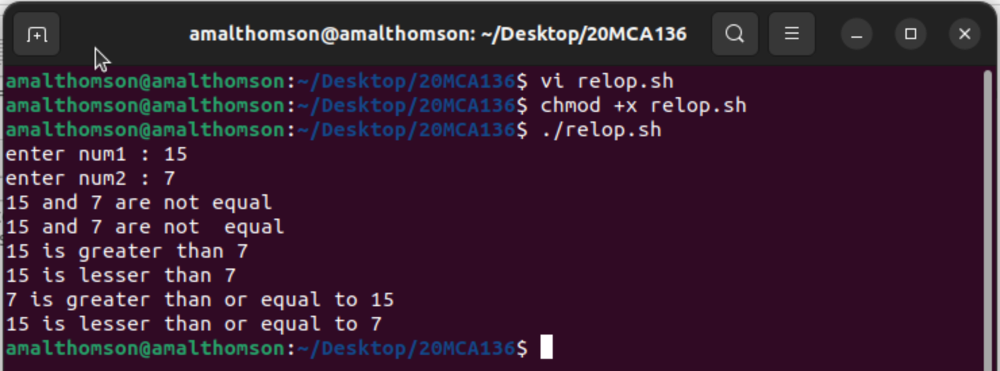 amalthomson@amalthomson: ~/Desktop/20MCA136
amalthomson@amalthomson:~/Desktop/20MCA136$ vi relop.sh
amalthomson@amalthomson:~/Desktop/20MCA136$ chmod +x relop.sh
amalthomson@amalthomson:~/Desktop/20MCA136$ ./relop.sh
enter num1 : 15
enter num2 : 7
15 and 7 are not equal
15 and 7 are not  equal
15 is greater than 7
15 is lesser than 7
7 is greater than or equal to 15
15 is lesser than or equal to 7
amalthomson@amalthomson:~/Desktop/20MCA136$